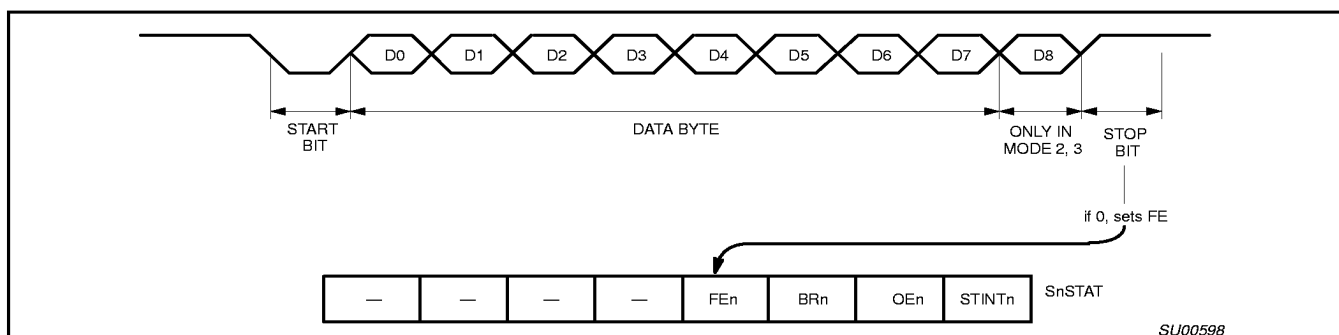 D0 D1 D2 D3 D4 D5 D6 D7 D8
START
BIT
DATA BYTE
ONLY IN
MODE 2, 3
STOP
BIT
if 0, sets FE
— — — — FEn BRn OEn STINTn SnSTAT
SU00598